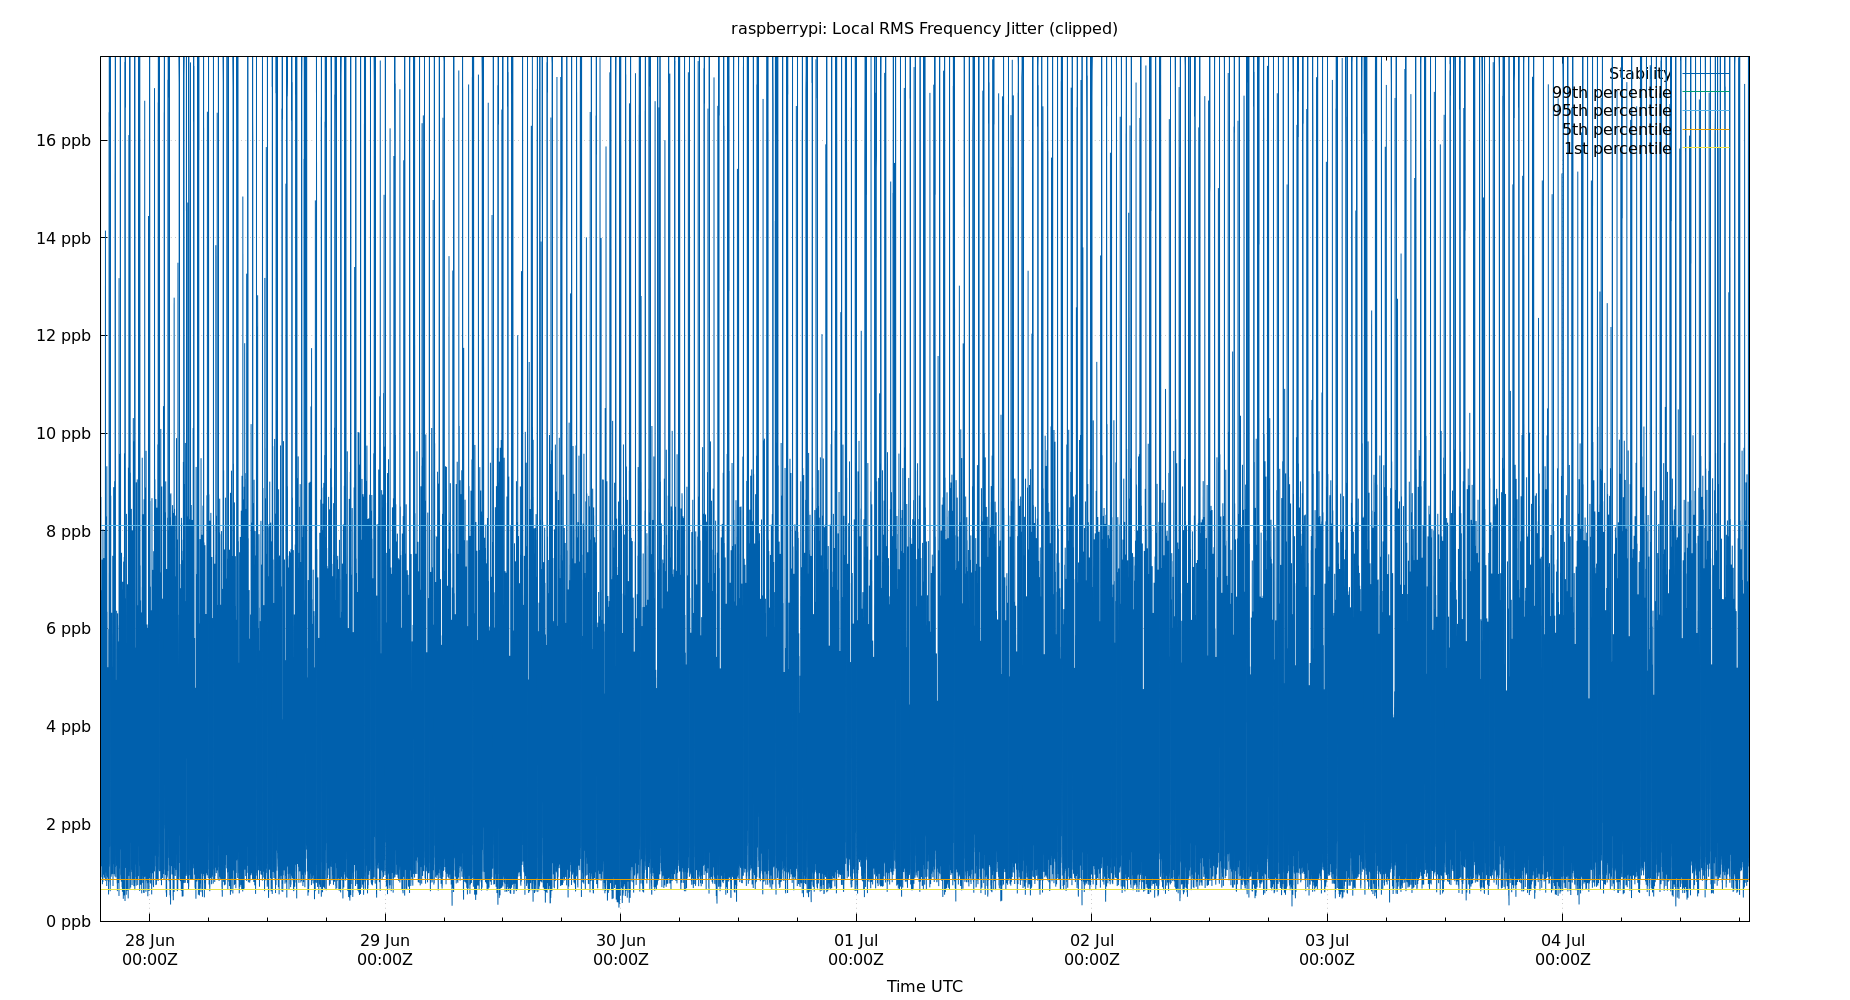 raspberrypi: Local RMS Frequency Jitter (clipped)
Stability
99th percentile
95th percentile
5th percentile
1st percentile
16 ppb
14 ppb
12 ppb
10 ppb
8 ppb
6 ppb
4 ppb
2 ppb
0 ppb
28 Jun 29 Jun 30 Jun 01 Jul 02 Jul 03 Jul 04 Jul
00:00Z 00:00Z 00:00Z 00:00Z 00:00Z 00:00Z 00:00Z
Time UTC